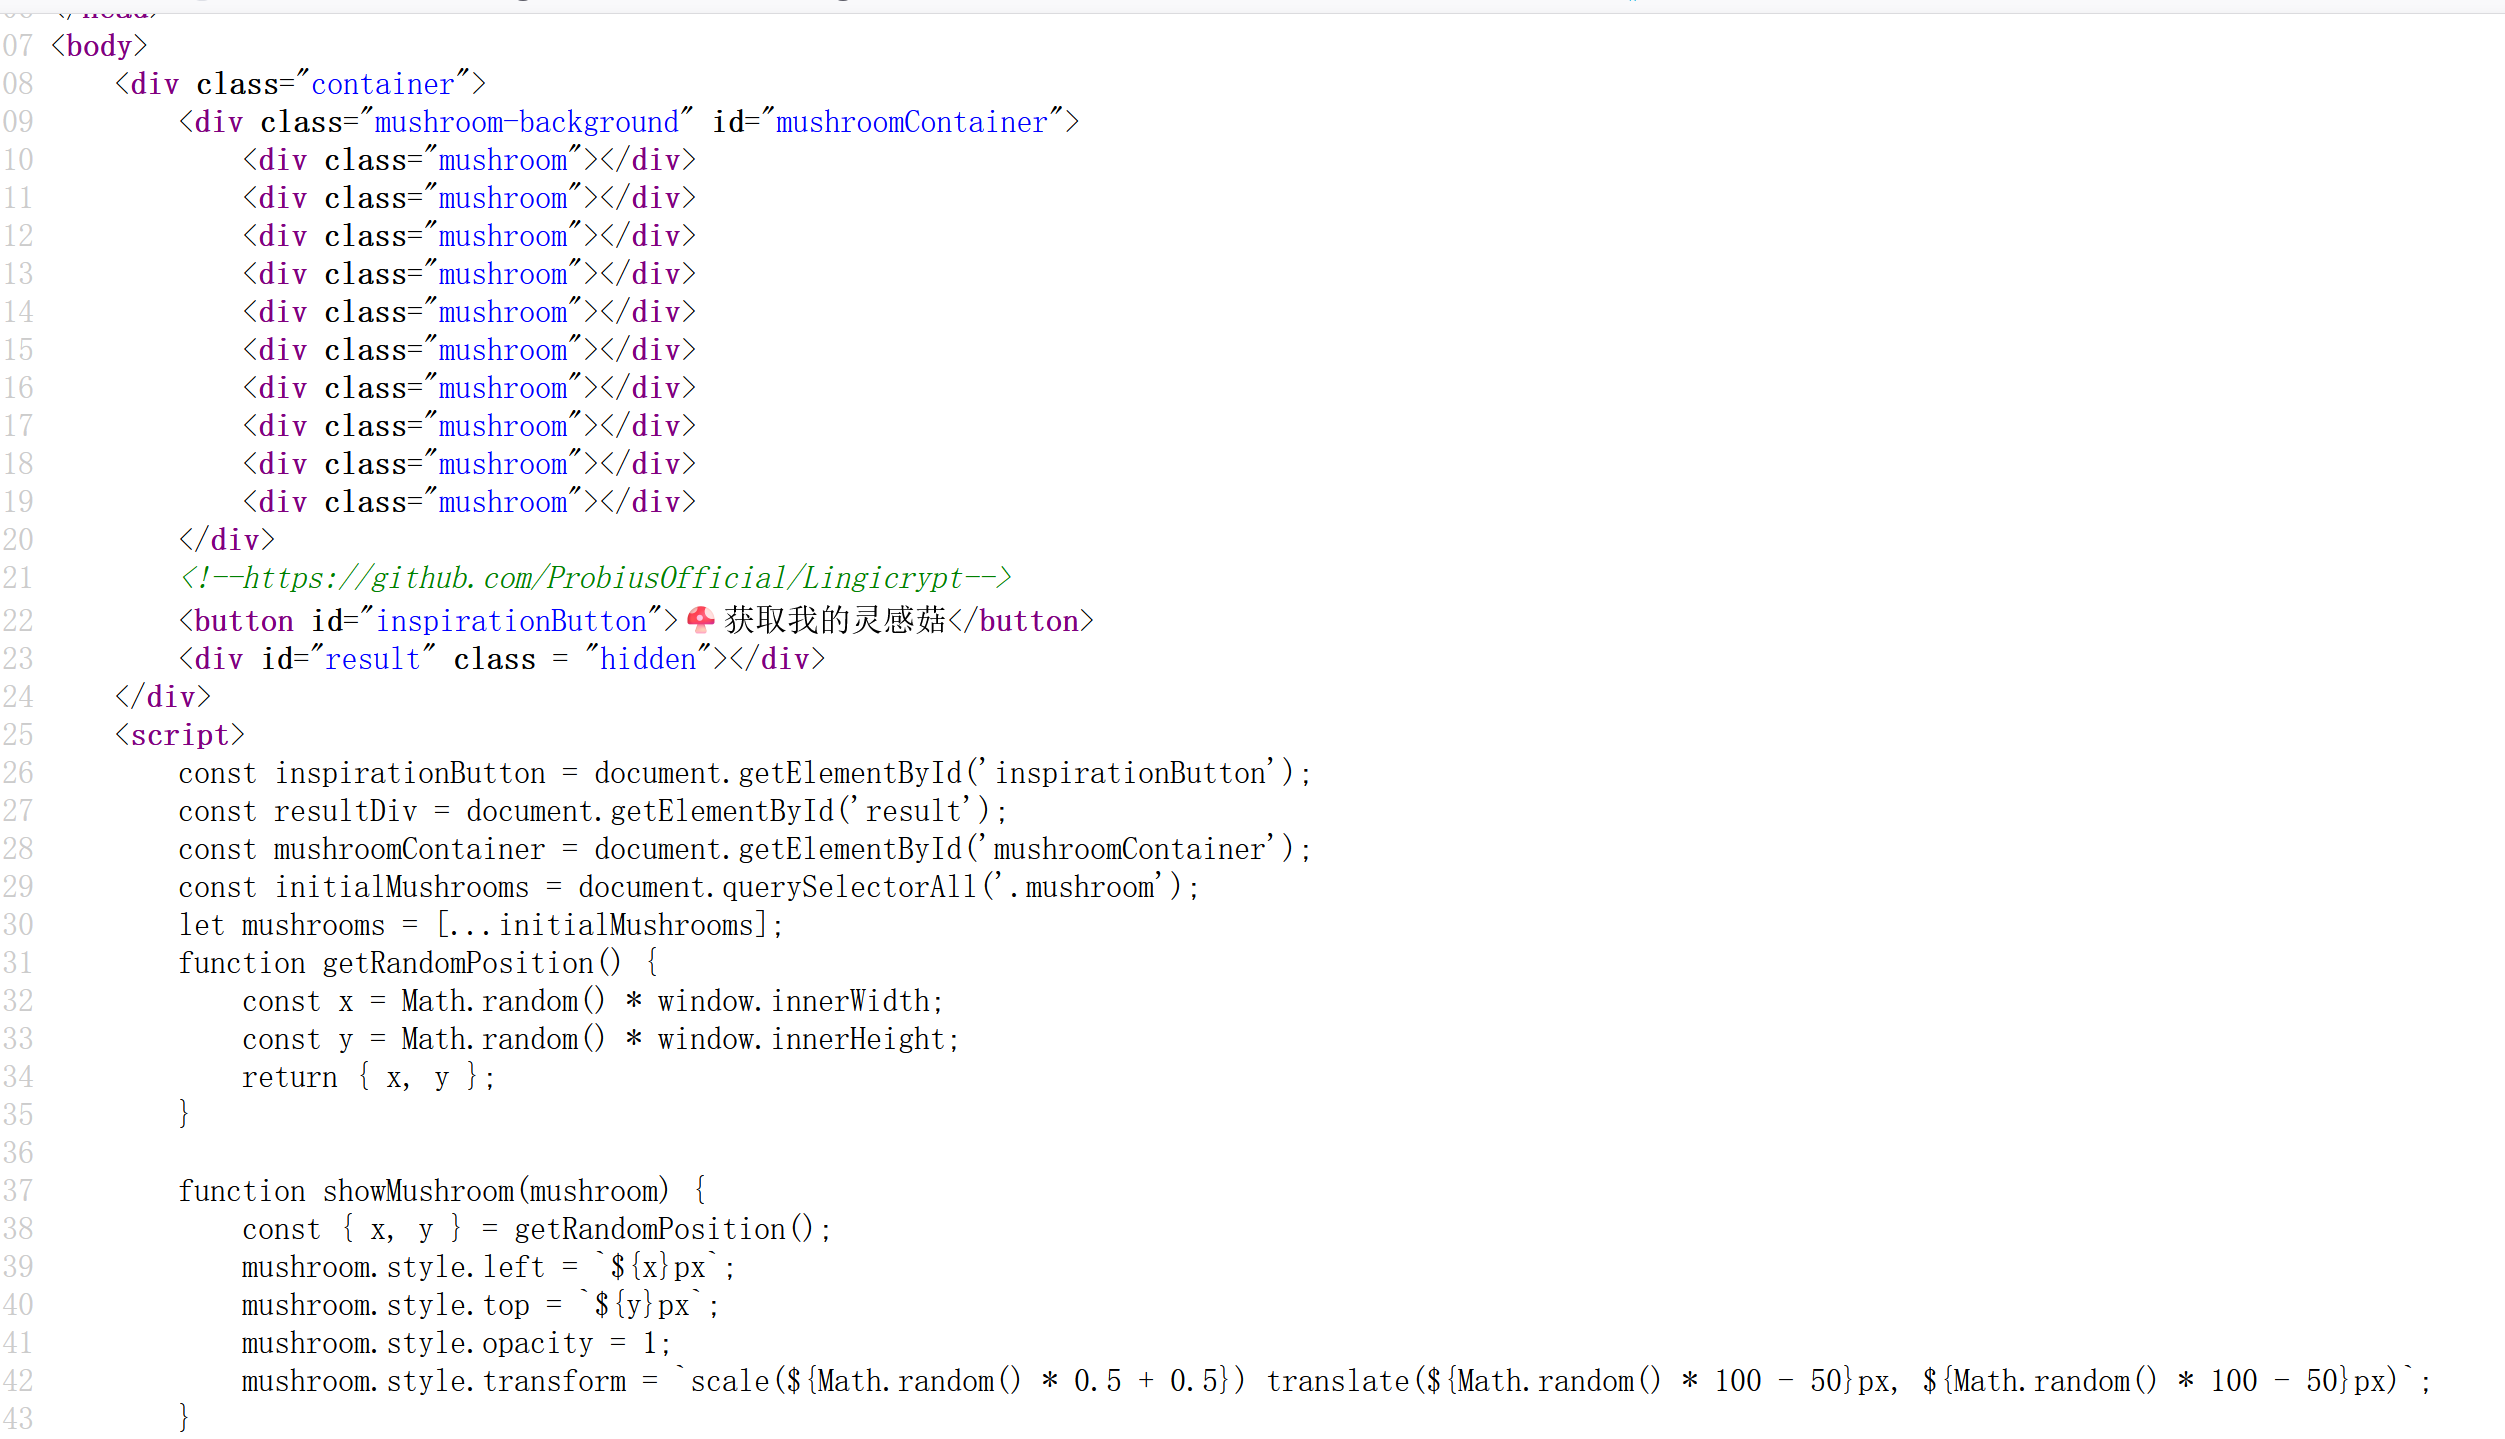 07 <body>
08     <div class="container">
09         <div class="mushroom-background" id="mushroomContainer">
10             <div class="mushroom"></div>
11             <div class="mushroom"></div>
12             <div class="mushroom"></div>
13             <div class="mushroom"></div>
14             <div class="mushroom"></div>
15             <div class="mushroom"></div>
16             <div class="mushroom"></div>
17             <div class="mushroom"></div>
18             <div class="mushroom"></div>
19             <div class="mushroom"></div>
20         </div>
21         <!--https://github.com/ProbiusOfficial/Lingicrypt-->
22         <button id="inspirationButton">🍄获取我的灵感菇</button>
23         <div id="result" class = "hidden"></div>
24     </div>
25     <script>
26         const inspirationButton = document.getElementById('inspirationButton');
27         const resultDiv = document.getElementById('result');
28         const mushroomContainer = document.getElementById('mushroomContainer');
29         const initialMushrooms = document.querySelectorAll('.mushroom');
30         let mushrooms = [...initialMushrooms];
31         function getRandomPosition() {
32             const x = Math.random() * window.innerWidth;
33             const y = Math.random() * window.innerHeight;
34             return { x, y };
35         }
36
37         function showMushroom(mushroom) {
38             const { x, y } = getRandomPosition();
39             mushroom.style.left = `${x}px`;
40             mushroom.style.top = `${y}px`;
41             mushroom.style.opacity = 1;
42             mushroom.style.transform = `scale(${Math.random() * 0.5 + 0.5}) translate(${Math.random() * 100 - 50}px, ${Math.random() * 100 - 50}px)`;
43         }